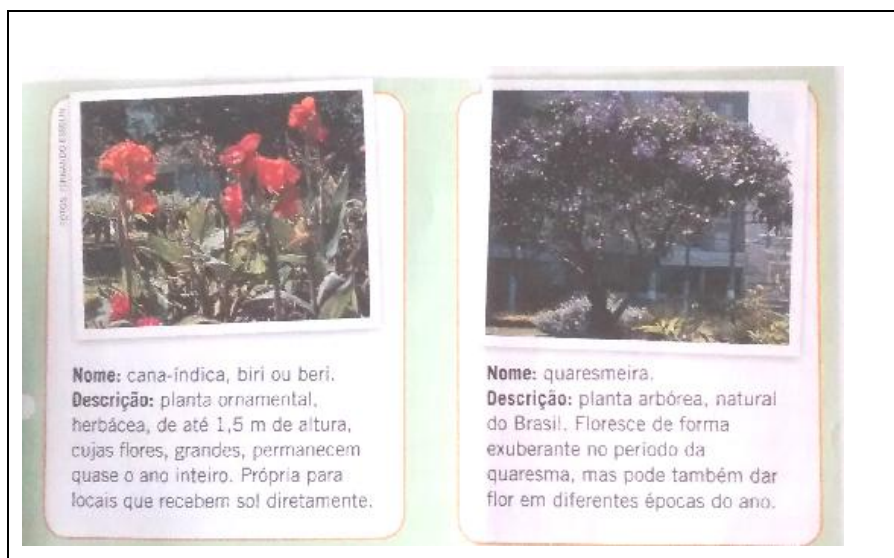 FOTOS: FERNANDO
Nome: cana-índica, biri ou beri.
Descrição: planta ornamental,
herbácea, de até 1,5 m de altura,
cujas flores, grandes, permanecem
quase o ano inteiro. Própria para
locais que recebem sol diretamente.
Nome: quaresmeira.
Descrição: planta arbórea, natural
do Brasil. Floresce de forma
exuberante no período da
quaresma, mas pode também dar
flor em diferentes épocas do ano.